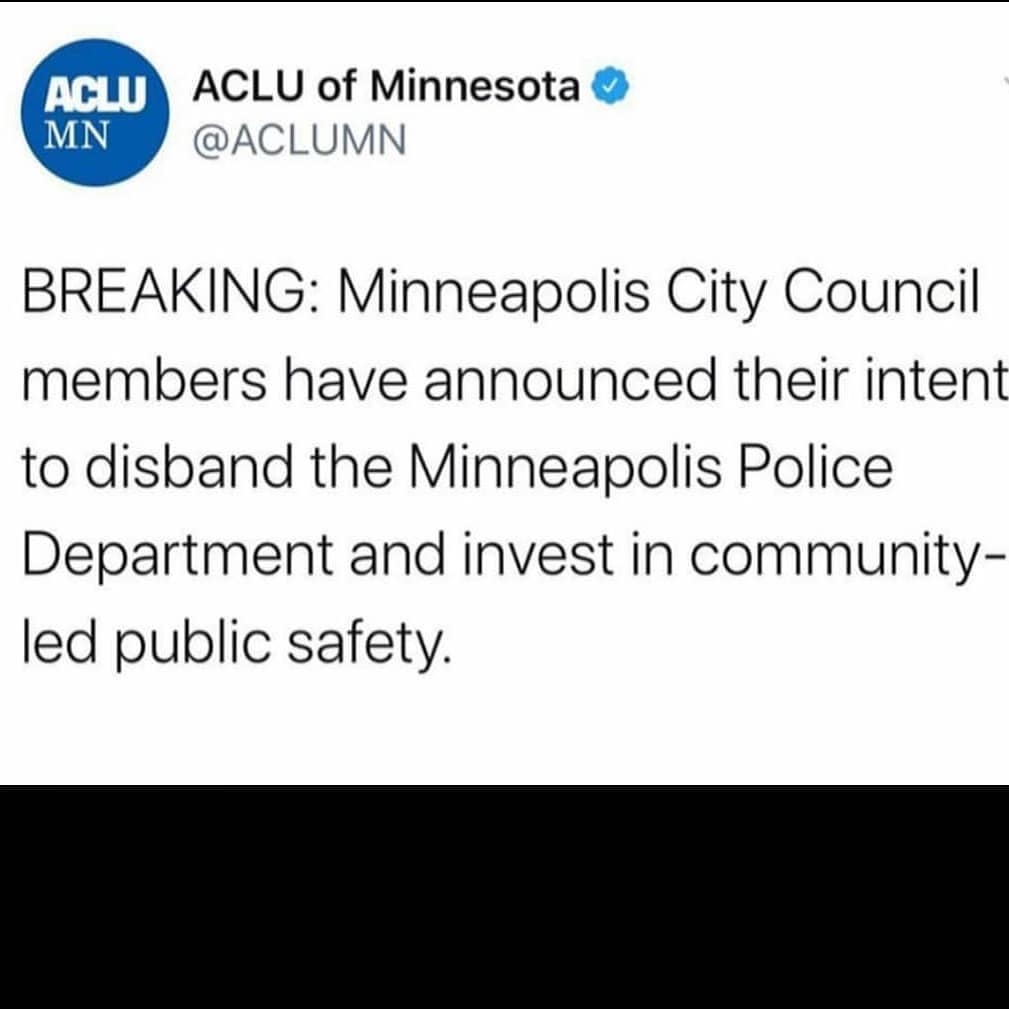 ACLU
MN
ACLU of Minnesota
@ACLUMN
BREAKING: Minneapolis City Council
members have announced their intent
to disband the Minneapolis Police
Department and invest in community-
led public safety.